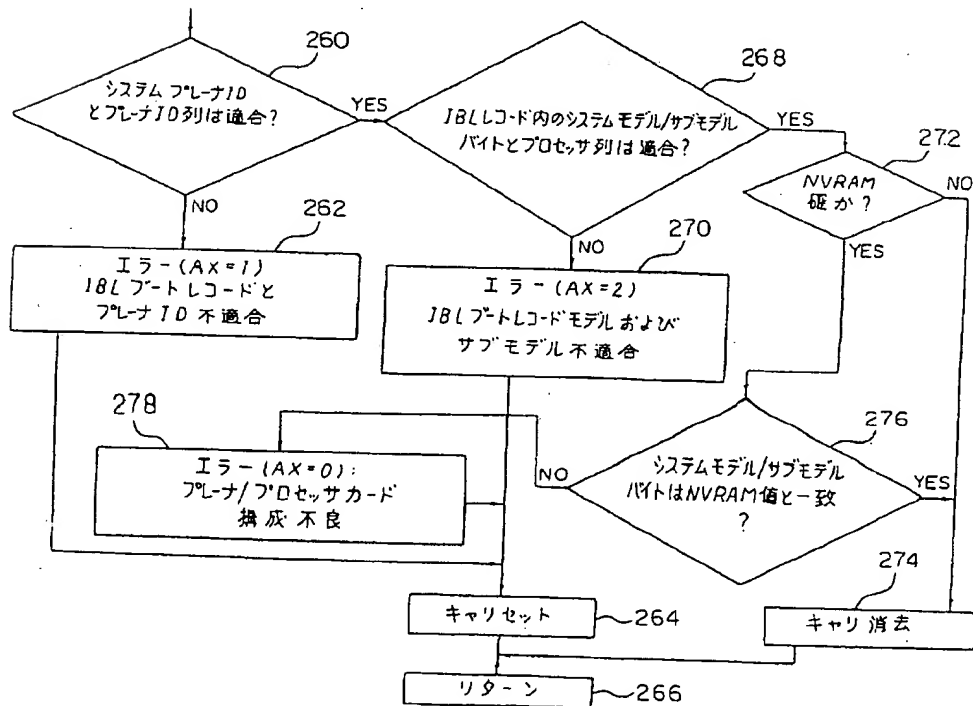 260
システム プレーナID
とプレーナID列は適合?
YES
NO
268
IBLレコード内のシステムモデル/サブモデル
バイトとプロセッサ列は適合?
YES
NO
272
NVRAM
確か?
NO
YES
262
エラー(AX=1)
IBLブートレコードと
プレーナID 不適合
270
エラー(AX=2)
IBLブートレコードモデルおよび
サブモデル不適合
278
エラー(AX=0):
プレーナ/プロセッサカード
構成不良
276
システムモデル/サブモデル
バイトはNVRAM値と一致
?
NO
YES
キャリセット
264
274
キャリ消去
リターン
266